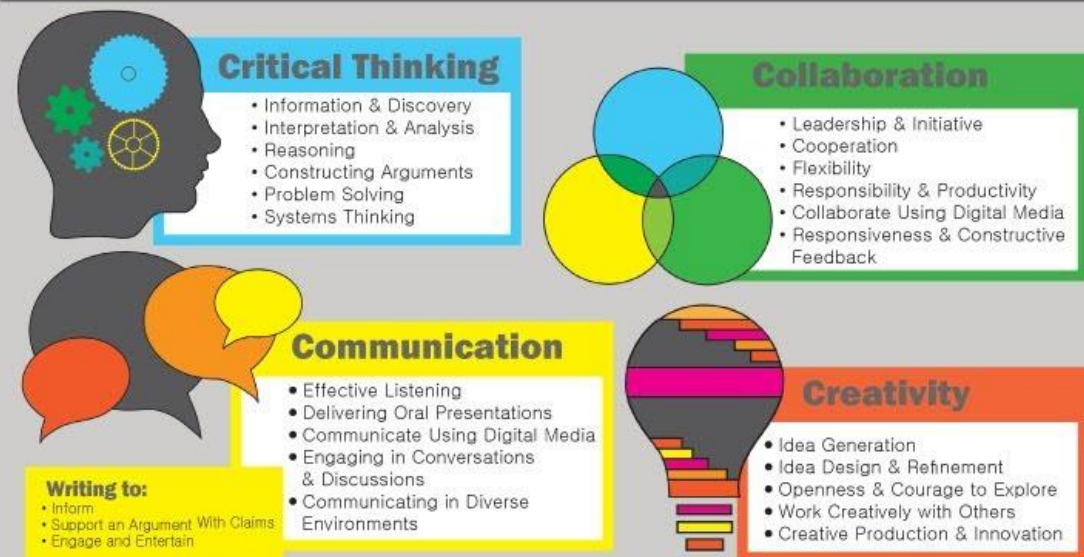 Critical Thinking
• Information & Discovery
• Interpretation & Analysis
• Reasoning
• Constructing Arguments
• Problem Solving
• Systems Thinking
Collaboration
• Leadership & Initiative
• Cooperation
• Flexibility
• Responsibility & Productivity
• Collaborate Using Digital Media
• Responsiveness & Constructive
Feedback
Communication
• Effective Listening
• Delivering Oral Presentations
• Communicate Using Digital Media
• Engaging in Conversations
& Discussions
• Communicating in Diverse
Environments
Writing to:
• Inform
• Support an Argument With Claims
• Engage and Entertain
Creativity
• Idea Generation
• Idea Design & Refinement
• Openness & Courage to Explore
• Work Creatively with Others
• Creative Production & Innovation